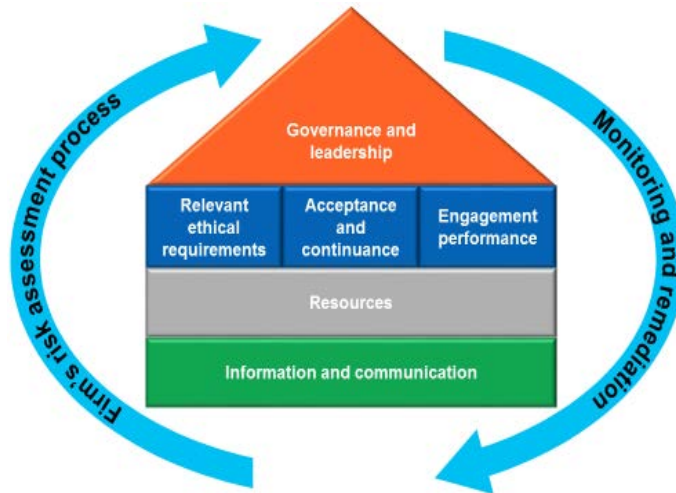 Governance and
leadership
Relevant
ethical
requirements
Acceptance
and
continuance
Engagement
performance
Resources
Information and communication
Firm's risk assessment process
Monitoring and remediation